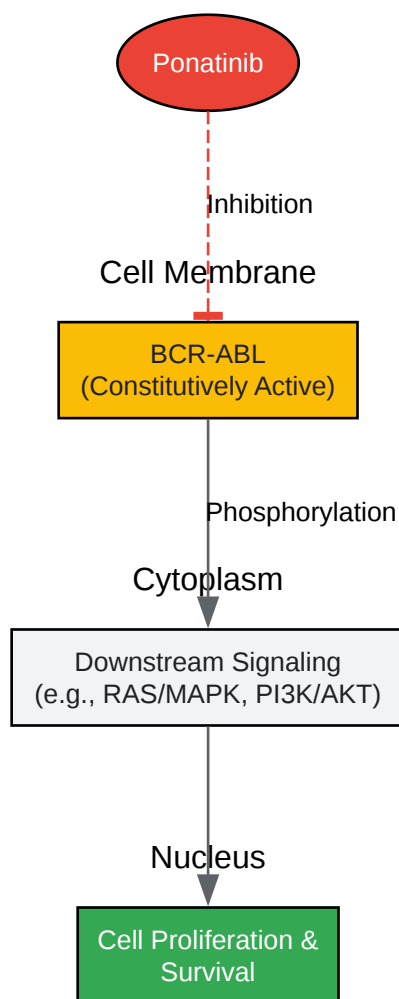 Ponatinib
Inhibition
Cell Membrane
BCR-ABL
(Constitutively Active)
Phosphorylation
Cytoplasm
Downstream Signaling
(e.g., RAS/MAPK, PI3K/AKT)
Nucleus
Cell Proliferation &
Survival